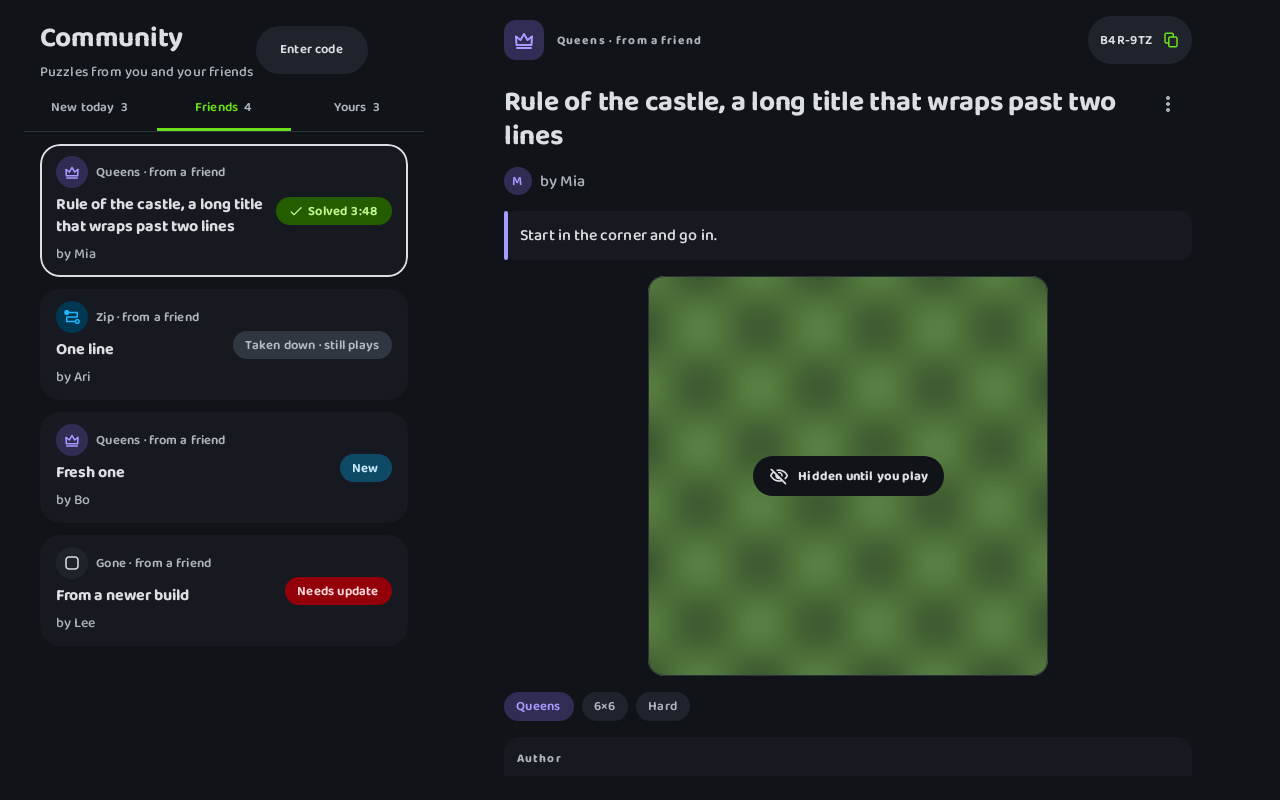 Community
Enter code
Puzzles from you and your friends
New today 3
Friends 4
Yours 3
Queens · from a friend
Rule of the castle, a long title
that wraps past two lines
Solved 3:48
by Mia
Zip · from a friend
One line
Taken down · still plays
by Ari
Queens · from a friend
Fresh one
New
by Bo
Gone · from a friend
From a newer build
Needs update
by Lee
Queens · from a friend
B4R-9TZ
Rule of the castle, a long title that wraps past two
lines
M
by Mia
Start in the corner and go in.
Hidden until you play
Queens
6×6
Hard
Author